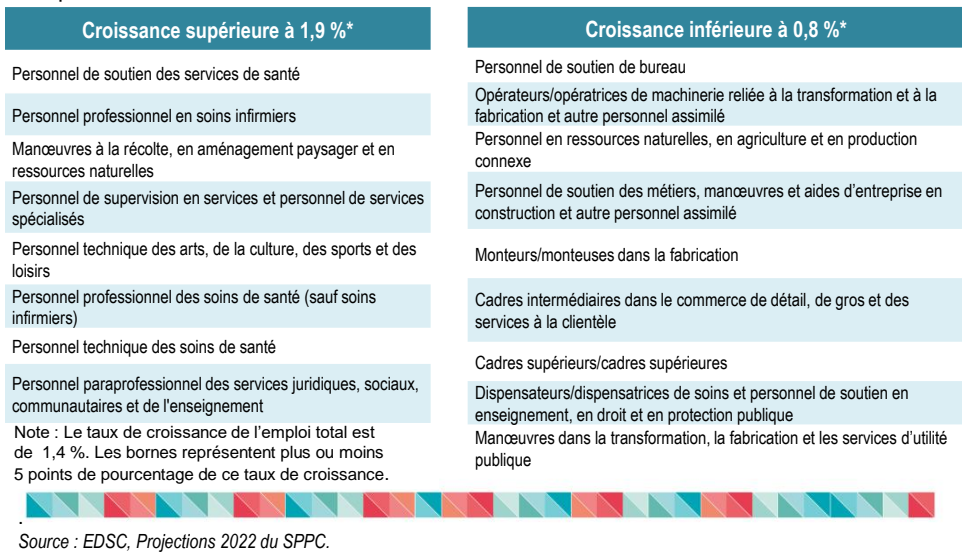 Croissance supérieure à 1,9 %*
Personnel de soutien des services de santé
Personnel professionnel en soins infirmiers
Manœuvres à la récolte, en aménagement paysager et en
ressources naturelles
Personnel de supervision en services et personnel de services
spécialisés
Personnel technique des arts, de la culture, des sports et des
loisirs
Personnel professionnel des soins de santé (sauf soins
infirmiers)
Personnel technique des soins de santé
Personnel paraprofessionnel des services juridiques, sociaux,
communautaires et de l'enseignement
Croissance inférieure à 0,8 %*
Personnel de soutien de bureau
Opérateurs/opératrices de machinerie reliée à la transformation et à la
fabrication et autre personnel assimilé
Personnel en ressources naturelles, en agriculture et en production
connexe
Personnel de soutien des métiers, manœuvres et aides d’entreprise en
construction et autre personnel assimilé
Monteurs/monteuses dans la fabrication
Cadres intermédiaires dans le commerce de détail, de gros et des
services à la clientèle
Cadres supérieurs/cadres supérieures
Dispensateurs/dispensatrices de soins et personnel de soutien en
enseignement, en droit et en protection publique
Manœuvres dans la transformation, la fabrication et les services d’utilité
publique
Note : Le taux de croissance de l’emploi total est
de 1,4 %. Les bornes représentent plus ou moins
5 points de pourcentage de ce taux de croissance.
.
Source : EDSC, Projections 2022 du SPPC.